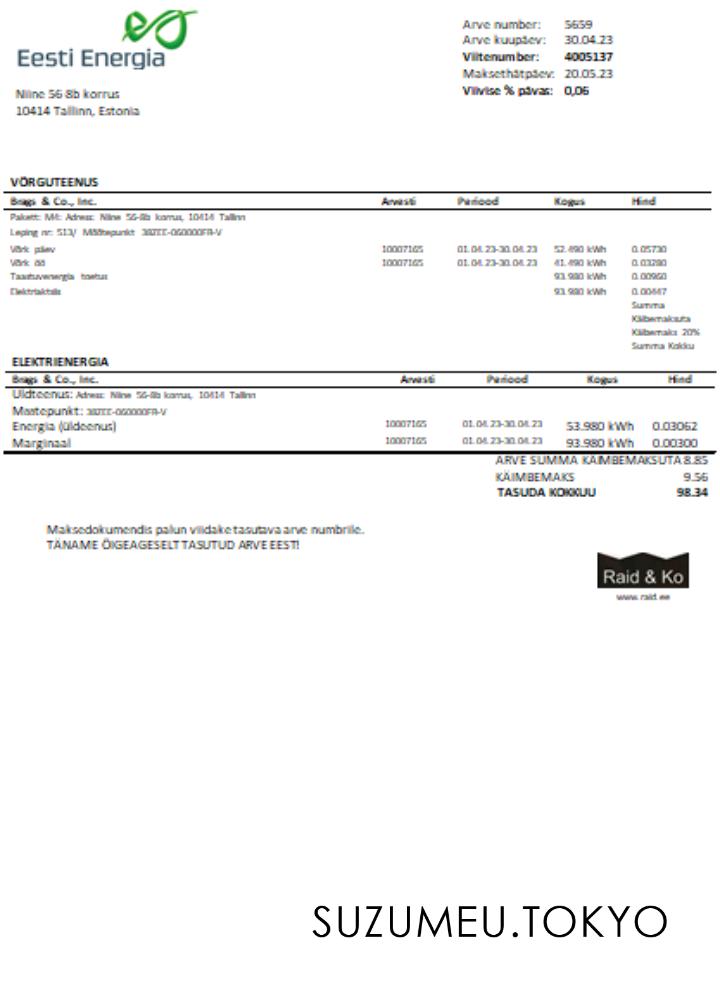 Eesti Energia
Niine 56-8b korrus
10414 Tallinn, Estonia
Arve number: 5659
Arve kuupäev: 30.04.23
Viitenumber: 4005137
Maksethätpäev: 20.05.23
Viivise % pävas: 0,06
VÕRGUTEENUS
Brags & Co., Inc. Arvesti Periood Kogus Hind
Pakett: M4: Adress: Niine 56-8b korrus, 10414 Tallinn
Leping nr: 513/ Mõõtepunkt 38ZEE-060000FR-V
Võrk päev 10007165 01.04.23-30.04.23 52.490 kWh 0.05730
Võrk öö 10007165 01.04.23-30.04.23 41.490 kWh 0.03280
Taastuvenergia toetus 93.980 kWh 0.00960
Elektriaktsiis 93.980 kWh 0.00447
Summa
Käibemaksuta
Käibemaks 20%
Summa Kokku
ELEKTRIENERGIA
Brags & Co., Inc. Arvesti Periood Kogus Hind
Üldteenus: Adress: Niine 56-8b korrus, 10414 Tallinn
Mõõtepunkt: 38ZEE-060000FR-V
Energia (üldeenus) 10007165 01.04.23-30.04.23 53.980 kWh 0.03062
Marginaal 10007165 01.04.23-30.04.23 93.980 kWh 0.00300
ARVE SUMMA KÄIMBEMAKSUTA 8.85
KÄIMBEMAKS 9.56
TASUDA KOKKUU 98.34
Maksedokumendis palun viidake tasutava arve numbrile.
TÄNAME ÕIGEAGESELT TASUTUD ARVE EEST!
Raid & Ko
www.raid.ee
SUZUMEU.TOKYO